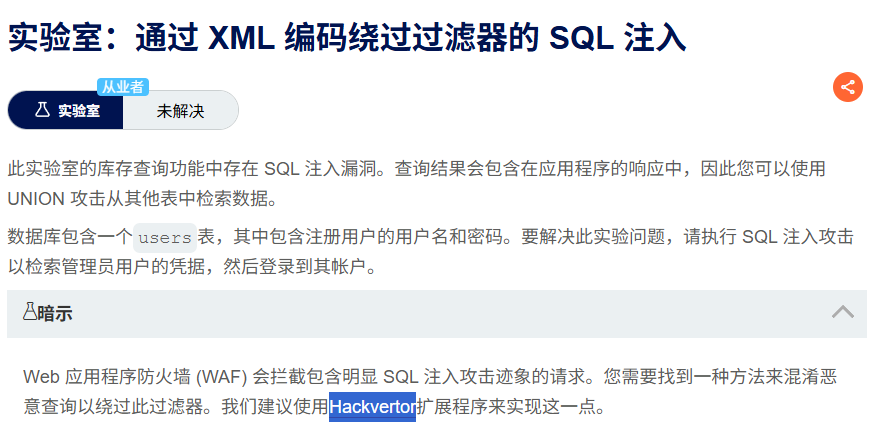 实验室：通过 XML 编码绕过过滤器的 SQL 注入
从业者
实验室
未解决
此实验室的库存查询功能中存在 SQL 注入漏洞。查询结果会包含在应用程序的响应中，因此您可以使用
UNION 攻击从其他表中检索数据。
数据库包含一个 users 表，其中包含注册用户的用户名和密码。要解决此实验问题，请执行 SQL 注入攻击
以检索管理员用户的凭据，然后登录到其帐户。
暗示
Web 应用程序防火墙 (WAF) 会拦截包含明显 SQL 注入攻击迹象的请求。您需要找到一种方法来混淆恶
意查询以绕过此过滤器。我们建议使用Hackvertor扩展程序来实现这一点。